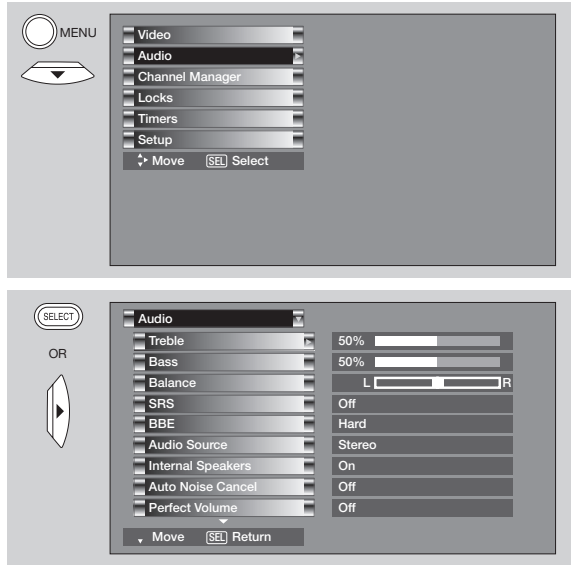 MENU
Video
Audio
Channel Manager
Locks
Timers
Setup
Move SEL Select
SELECT
OR
Audio
Treble 50%
Bass 50%
Balance L R
SRS Off
BBE Hard
Audio Source Stereo
Internal Speakers On
Auto Noise Cancel Off
Perfect Volume Off
Move SEL Return